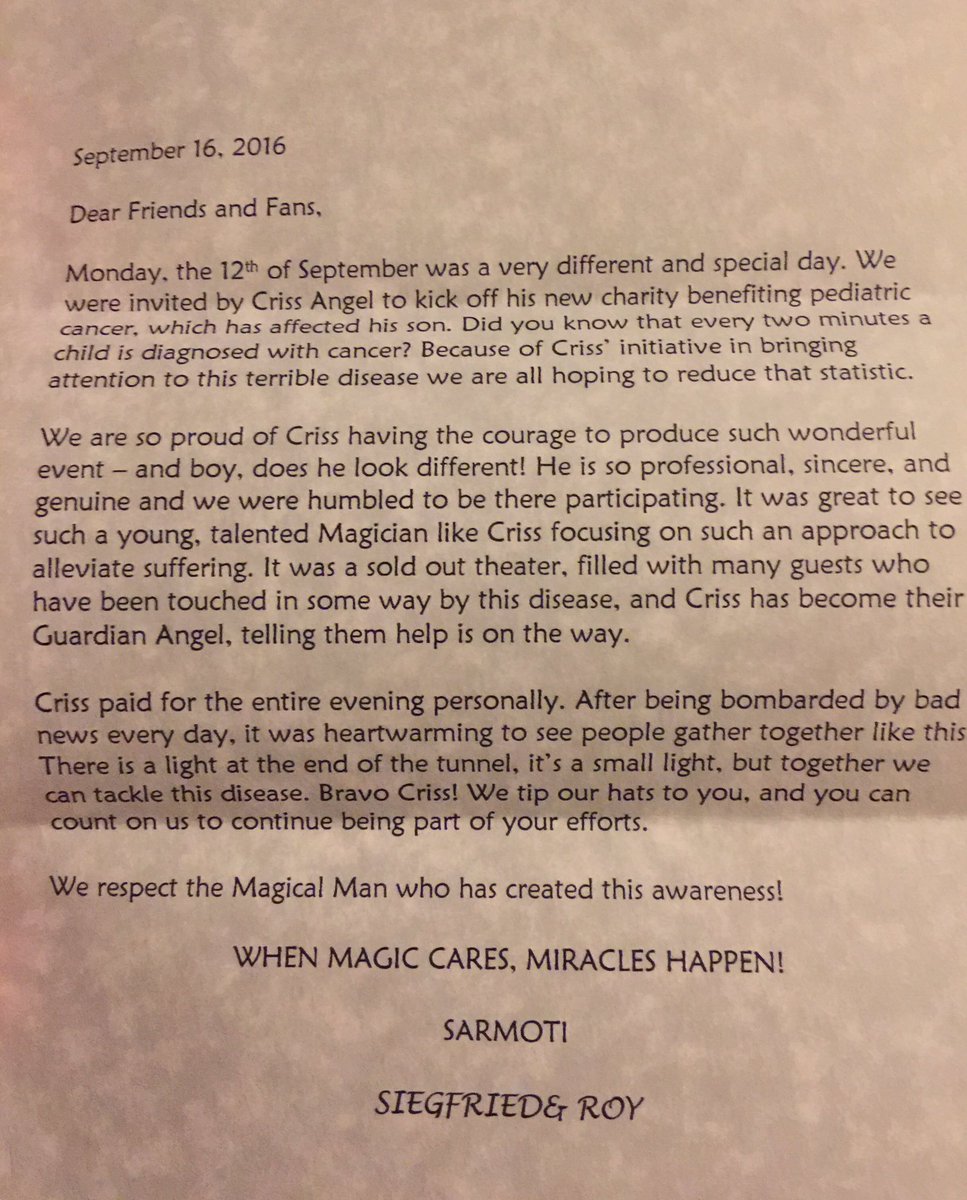 September 16, 2016
Dear Friends and Fans,
Monday, the 12th of September was a very different and special day. We
were invited by Criss Angel to kick off his new charity benefiting pediatric
cancer, which has affected his son. Did you know that every two minutes a
child is diagnosed with cancer? Because of Criss' initiative in bringing
attention to this terrible disease we are all hoping to reduce that statistic.
We are so proud of Criss having the courage to produce such wonderful
event – and boy, does he look different! He is so professional, sincere, and
genuine and we were humbled to be there participating. It was great to see
such a young, talented Magician like Criss focusing on such an approach to
alleviate suffering. It was a sold out theater, filled with many guests who
have been touched in some way by this disease, and Criss has become their
Guardian Angel, telling them help is on the way.
Criss paid for the entire evening personally. After being bombarded by bad
news every day, it was heartwarming to see people gather together like this
There is a light at the end of the tunnel, it's a small light, but together we
can tackle this disease. Bravo Criss! We tip our hats to you, and you can
count on us to continue being part of your efforts.
We respect the Magical Man who has created this awareness!
WHEN MAGIC CARES, MIRACLES HAPPEN!
SARMOTI
SIEGFRIED& ROY